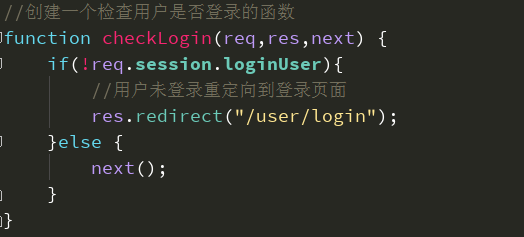 //创建一个检查用户是否登录的函数
function checkLogin(req,res,next) {
    if(!req.session.loginUser){
        //用户未登录重定向到登录页面
        res.redirect("/user/login");
    }else {
        next();
    }
}